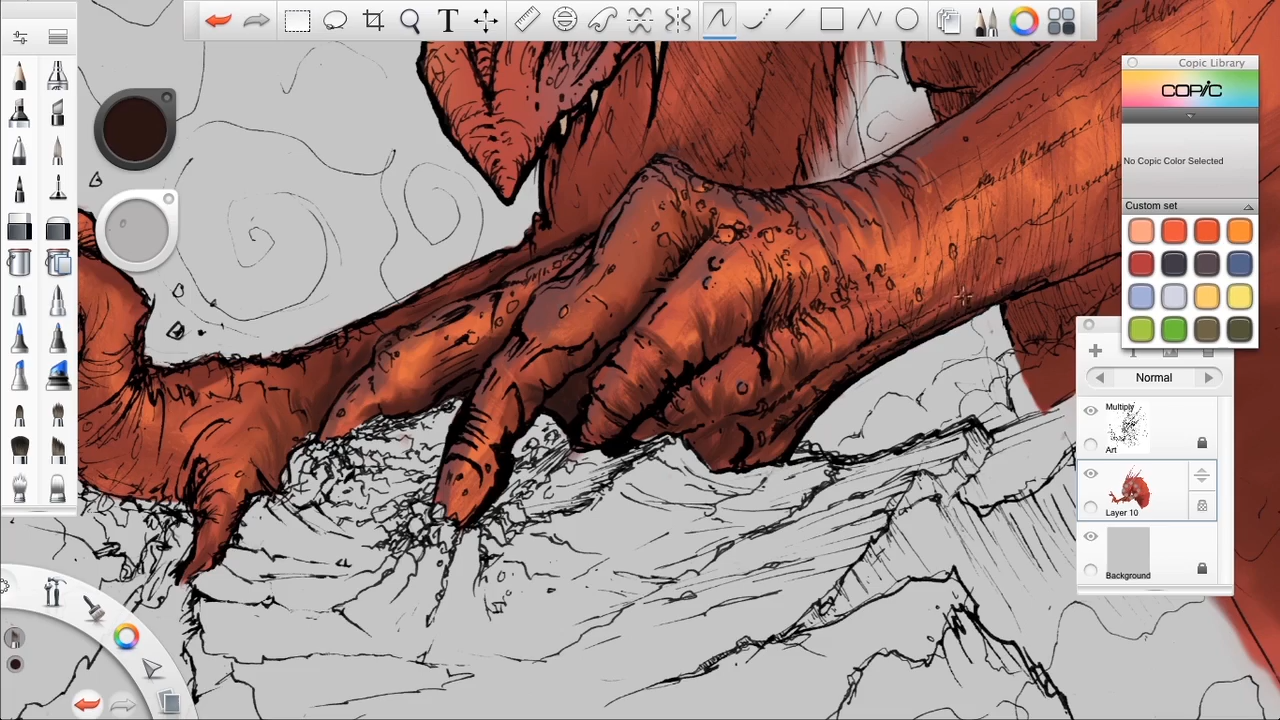 T
Copic Library
COPIC
No Copic Color Selected
Custom set
Normal
Multiply
Art
Layer 10
Background